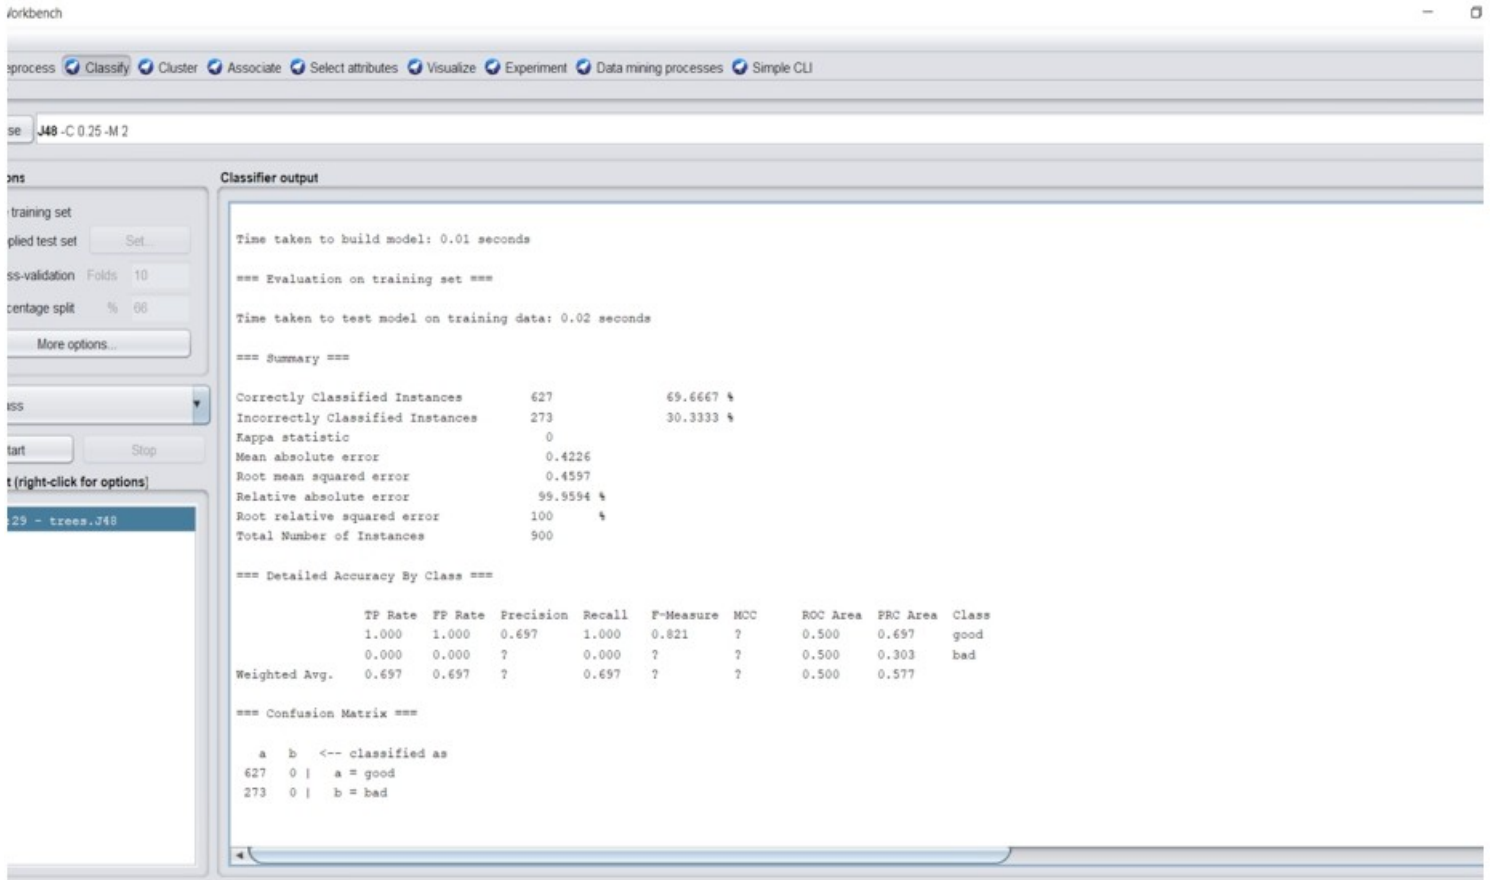 Workbench
eprocess Classify Cluster Associate Select attributes Visualize Experiment Data mining processes Simple CLI
se J48 -C 0.25 -M 2
ons
Classifier output
training set
plied test set Set...
ss-validation Folds 10
centage split % 66
More options...
ass
tart Stop
t (right-click for options)
:29 - trees.J48
Time taken to build model: 0.01 seconds
=== Evaluation on training set ===
Time taken to test model on training data: 0.02 seconds
=== Summary ===
Correctly Classified Instances 627 69.6667 %
Incorrectly Classified Instances 273 30.3333 %
Kappa statistic 0
Mean absolute error 0.4226
Root mean squared error 0.4597
Relative absolute error 99.9594 %
Root relative squared error 100 %
Total Number of Instances 900
=== Detailed Accuracy By Class ===
TP Rate FP Rate Precision Recall F-Measure MCC ROC Area PRC Area Class
1.000 1.000 0.697 1.000 0.821 ? 0.500 0.697 good
0.000 0.000 ? 0.000 ? ? 0.500 0.303 bad
Weighted Avg. 0.697 0.697 ? 0.697 ? ? 0.500 0.577
=== Confusion Matrix ===
a b <-- classified as
627 0 | a = good
273 0 | b = bad